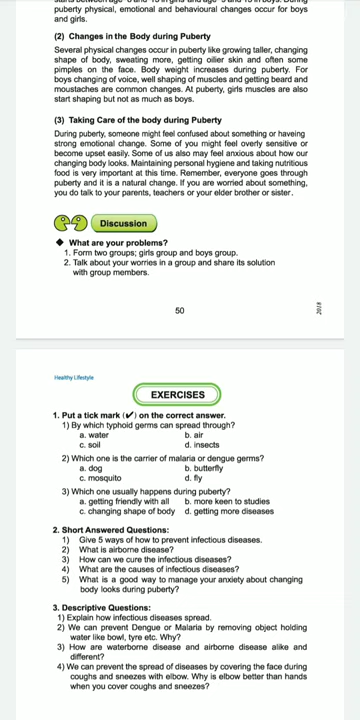 puberty physical, emotional and behavioural changes occur for boys
and girls.
(2) Changes in the Body during Puberty
Several physical changes occur in puberty like growing taller, changing
shape of body, sweating more, getting oilier skin and often some
pimples on the face. Body weight increases during puberty. For
boys changing of voice, well shaping of muscles and getting beard and
moustaches are common changes. At puberty, girls muscles are also
start shaping but not as much as boys.
(3) Taking Care of the body during Puberty
During puberty, someone might feel confused about something or haveing
strong emotional change. Some of you might feel overly sensitive or
become upset easily. Some of us also may feel anxious about how our
changing body looks. Maintaining personal hygiene and taking nutritious
food is very important at this time. Remember, everyone goes through
puberty and it is a natural change. If you are worried about something,
you do talk to your parents, teachers or your elder brother or sister.
Discussion
◆ What are your problems?
1. Form two groups; girls group and boys group.
2. Talk about your worries in a group and share its solution
with group members.
50
2018
Healthy Lifestyle
EXERCISES
1. Put a tick mark (✔) on the correct answer.
1) By which typhoid germs can spread through?
a. water b. air
c. soil d. insects
2) Which one is the carrier of malaria or dengue germs?
a. dog b. butterfly
c. mosquito d. fly
3) Which one usually happens during puberty?
a. getting friendly with all b. more keen to studies
c. changing shape of body d. getting more diseases
2. Short Answered Questions:
1) Give 5 ways of how to prevent infectious diseases.
2) What is airborne disease?
3) How can we cure the infectious diseases?
4) What are the causes of infectious diseases?
5) What is a good way to manage your anxiety about changing
body looks during puberty?
3. Descriptive Questions:
1) Explain how infectious diseases spread.
2) We can prevent Dengue or Malaria by removing object holding
water like bowl, tyre etc. Why?
3) How are waterborne disease and airborne disease alike and
different?
4) We can prevent the spread of diseases by covering the face during
coughs and sneezes with elbow. Why is elbow better than hands
when you cover coughs and sneezes?